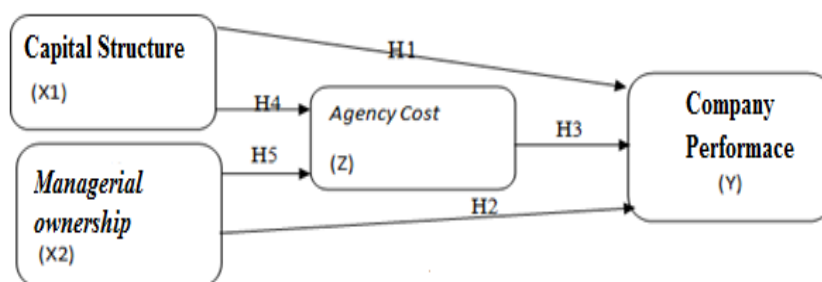 Capital Structure
(X1)
H1
H4
Agency Cost
(Z)
H3
Company
Performace
(Y)
H5
Managerial
ownership
(X2)
H2